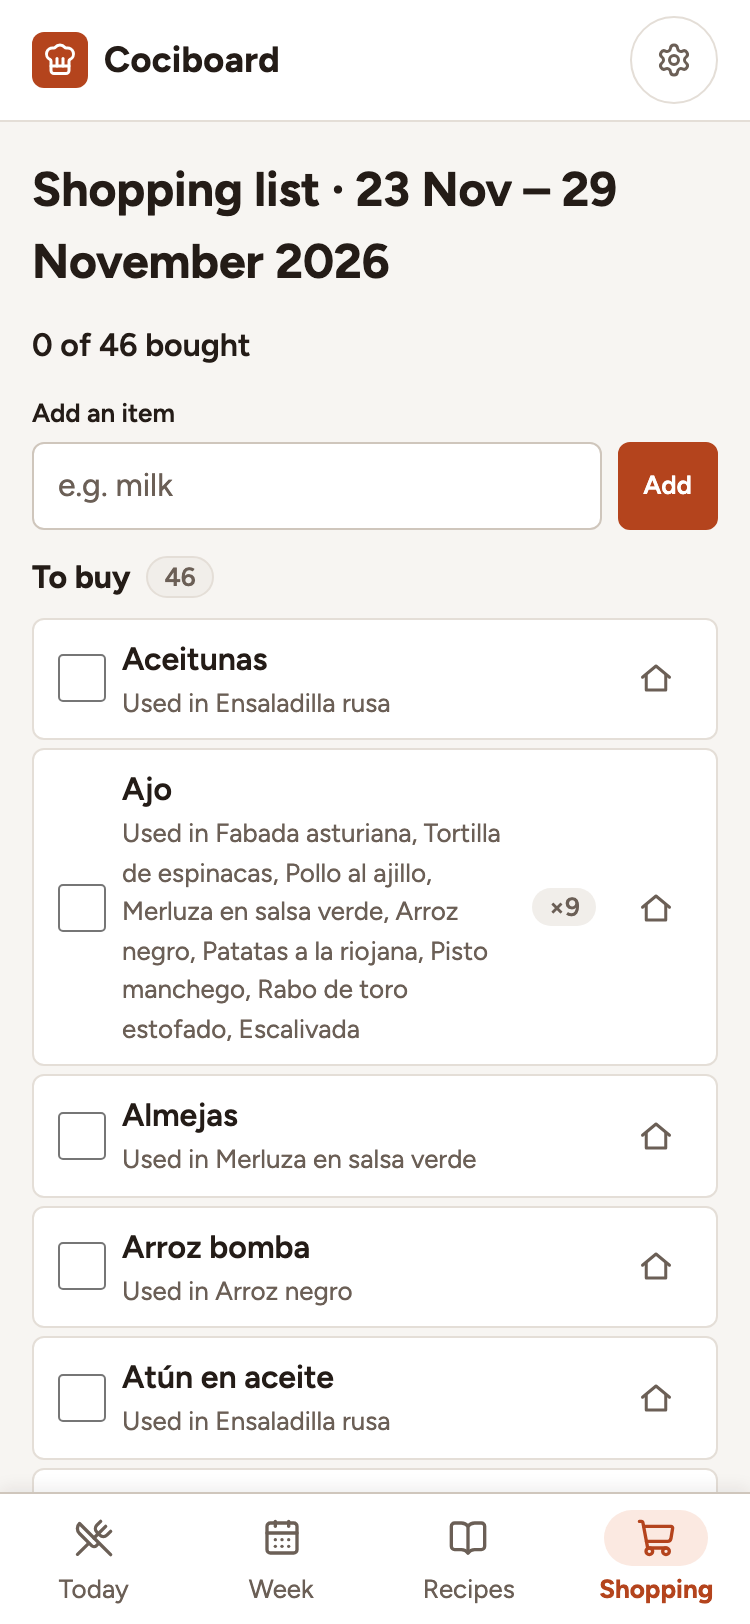 Cociboard
Shopping list · 23 Nov – 29
November 2026
0 of 46 bought
Add an item
e.g. milk
Add
To buy 46
Aceitunas
Used in Ensaladilla rusa
Ajo
Used in Fabada asturiana, Tortilla
de espinacas, Pollo al ajillo,
Merluza en salsa verde, Arroz
negro, Patatas a la riojana, Pisto
manchego, Rabo de toro
estofado, Escalivada
×9
Almejas
Used in Merluza en salsa verde
Arroz bomba
Used in Arroz negro
Atún en aceite
Used in Ensaladilla rusa
Today Week Recipes Shopping